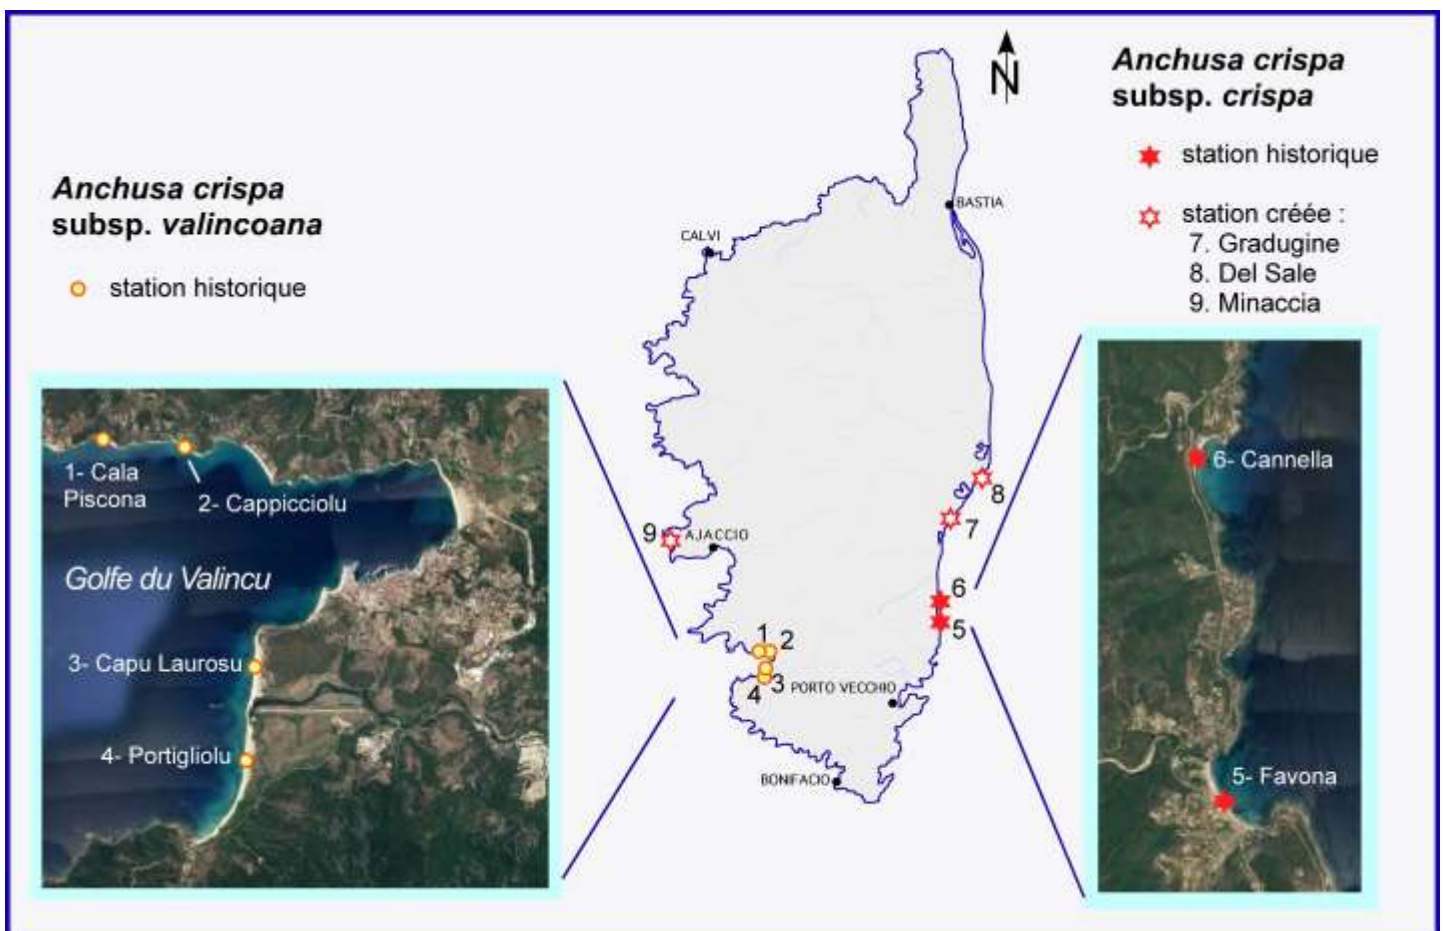 N
Anchusa crispa
subsp. crispa
station historique
station créée :
7. Gradugine
8. Del Sale
9. Minaccia
Anchusa crispa
subsp. valincoana
station historique
BASTIA
CALVI
8
7
9
AJACCIO
6
5
1
2
3
4
PORTO VECCHIO
BONIFACIO
1- Cala
Piscona
2- Cappicciolu
Golfe du Valincu
3- Capu Laurosu
4- Portigliolu
6- Cannella
5- Favona